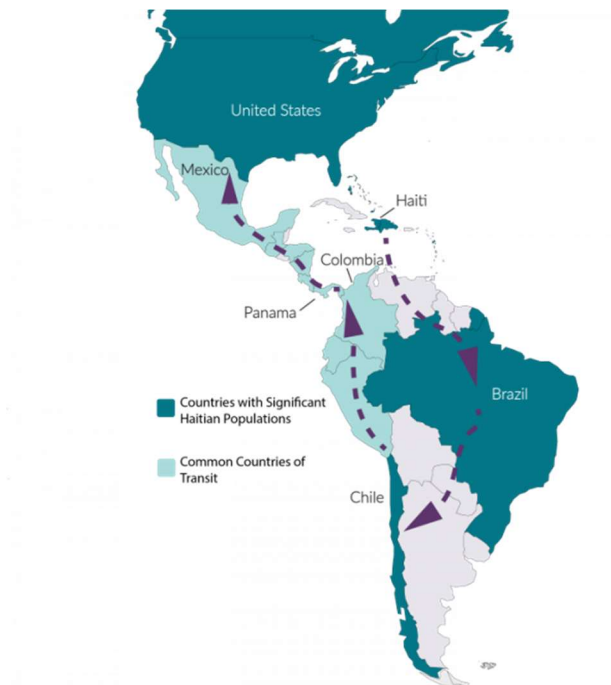 United States
Mexico
Haiti
Colombia
Panama
Brazil
Countries with Significant
Haitian Populations
Common Countries of
Transit
Chile